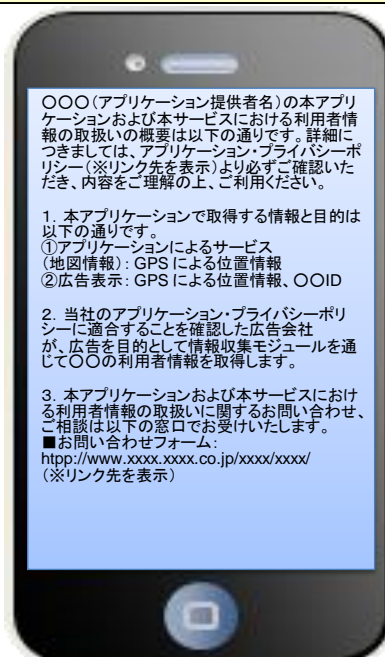 〇〇〇（アプリケーション提供者名）の本アプリ
ケーションおよび本サービスにおける利用者情
報の取扱いの概要は以下の通りです。詳細に
つきましては、アプリケーション・プライバシーポ
リシー（※リンク先を表示）より必ずご確認いた
だき、内容をご理解の上、ご利用ください。
１．本アプリケーションで取得する情報と目的は
以下の通りです。
①アプリケーションによるサービス
（地図情報）：GPSによる位置情報
②広告表示：GPSによる位置情報、〇〇ID
２．当社のアプリケーション・プライバシーポリ
シーに適合することを確認した広告会社
が、広告を目的として情報収集モジュールを通
じて〇〇の利用者情報を取得します。
３．本アプリケーションおよび本サービスにおけ
る利用者情報の取扱いに関するお問い合わせ、
ご相談は以下の窓口でお受けいたします。
■お問い合わせフォーム：
htpp://www.xxxx.xxxx.co.jp/xxxx/xxxx/
（※リンク先を表示）